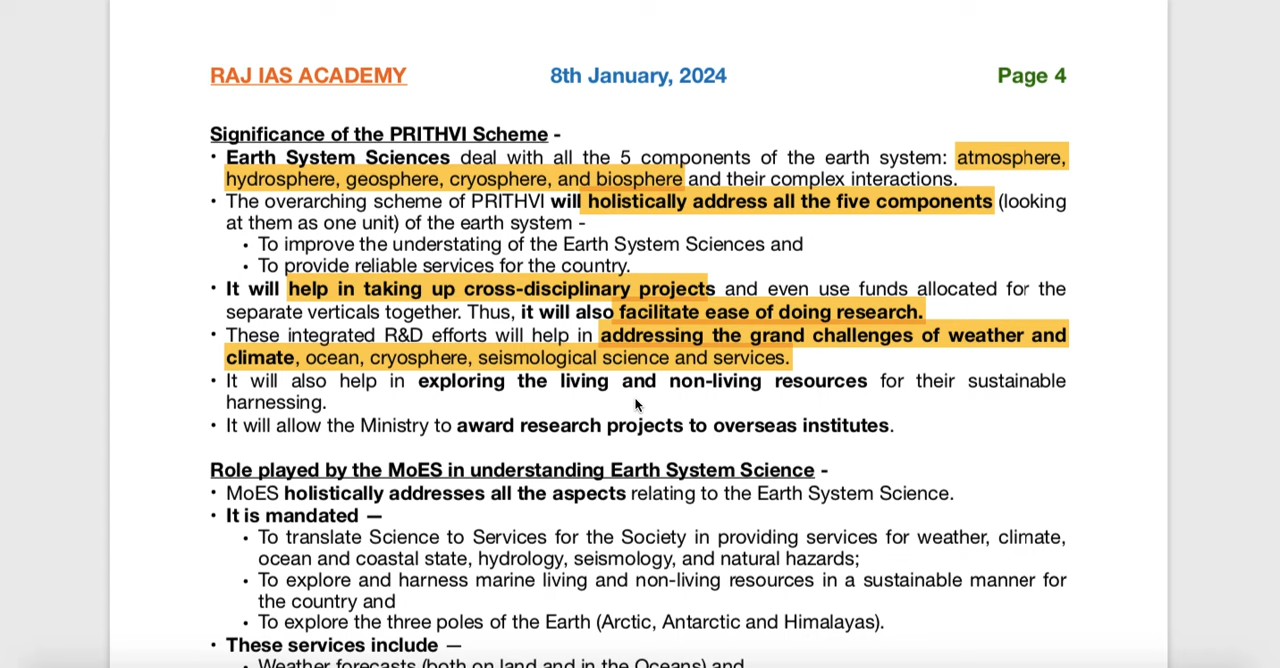 RAJ IAS ACADEMY 8th January, 2024 Page 4
Significance of the PRITHVI Scheme -
• Earth System Sciences deal with all the 5 components of the earth system: atmosphere,
hydrosphere, geosphere, cryosphere, and biosphere and their complex interactions.
• The overarching scheme of PRITHVI will holistically address all the five components (looking
at them as one unit) of the earth system -
• To improve the understating of the Earth System Sciences and
• To provide reliable services for the country.
• It will help in taking up cross-disciplinary projects and even use funds allocated for the
separate verticals together. Thus, it will also facilitate ease of doing research.
• These integrated R&D efforts will help in addressing the grand challenges of weather and
climate, ocean, cryosphere, seismological science and services.
• It will also help in exploring the living and non-living resources for their sustainable
harnessing.
• It will allow the Ministry to award research projects to overseas institutes.
Role played by the MoES in understanding Earth System Science -
• MoES holistically addresses all the aspects relating to the Earth System Science.
• It is mandated —
• To translate Science to Services for the Society in providing services for weather, climate,
ocean and coastal state, hydrology, seismology, and natural hazards;
• To explore and harness marine living and non-living resources in a sustainable manner for
the country and
• To explore the three poles of the Earth (Arctic, Antarctic and Himalayas).
• These services include —
• Weather forecasts (both on land and in the Oceans) and